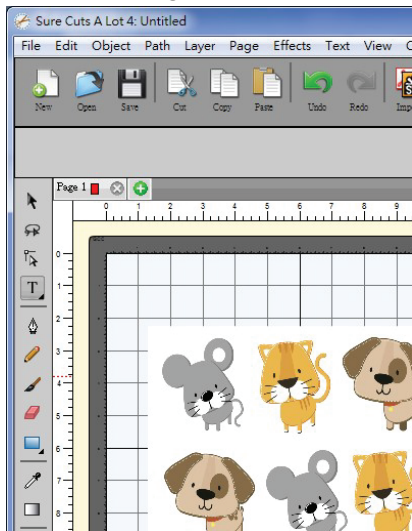 Sure Cuts A Lot 4: Untitled
File Edit Object Path Layer Page Effects Text View
New Open Save Cut Copy Paste Undo Redo
Page 1
0 1 2 3 4 5 6 7 8 9
0
1
T
2
3
4
5
6
7
8